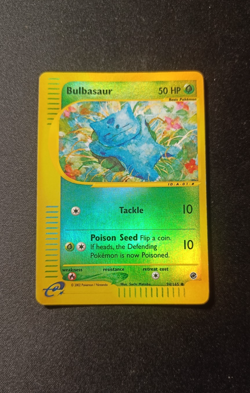 Bulbasaur 50 HP
Basic Pokémon
Tackle 10
Poison Seed Flip a coin.
If heads, the Defending 10
Pokémon is now Poisoned.
weakness resistance retreat cost